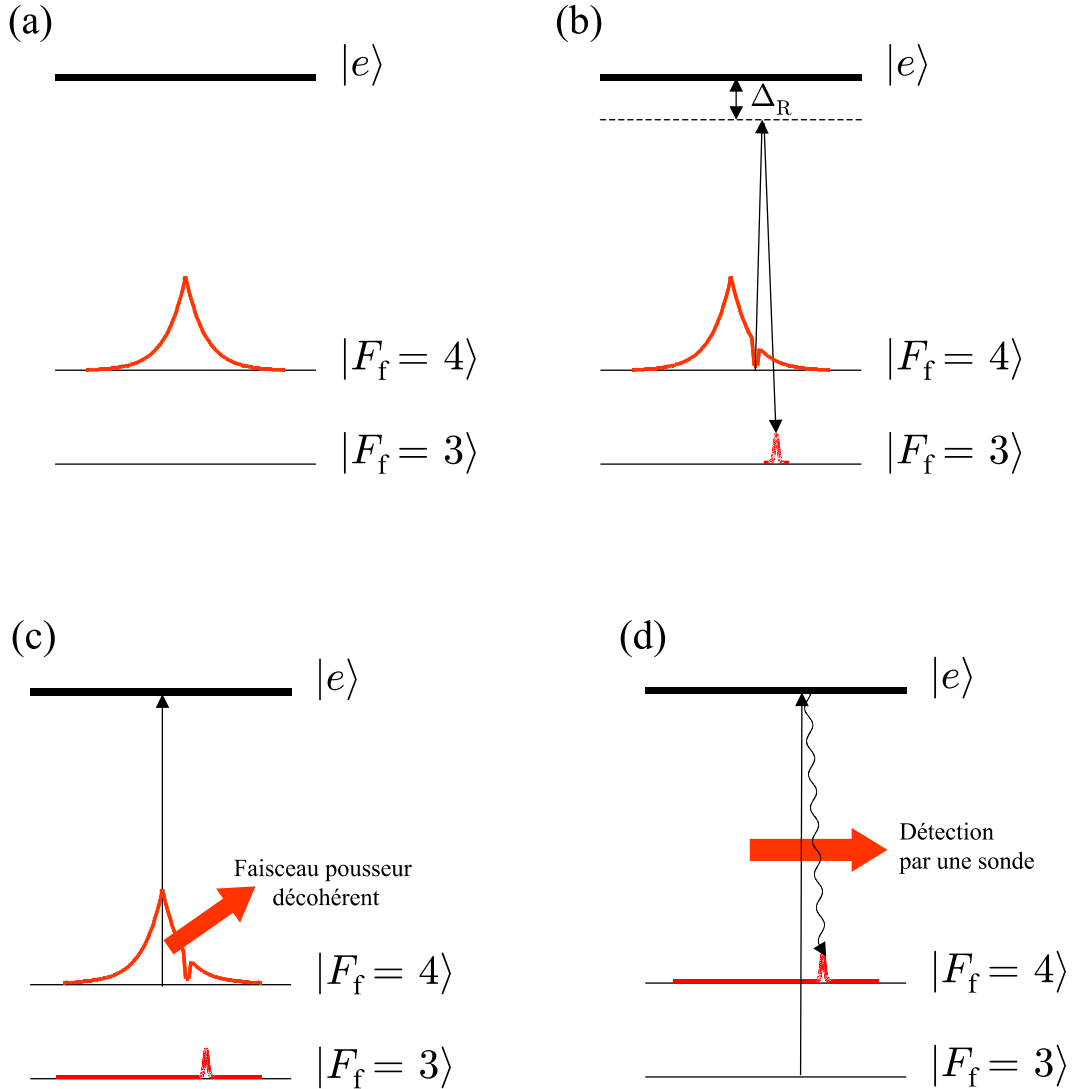 (a)
|e⟩
|F_f = 4⟩
|F_f = 3⟩
(b)
|e⟩
Δ_R
|F_f = 4⟩
|F_f = 3⟩
(c)
|e⟩
Faisceau pousseur
décohérent
|F_f = 4⟩
|F_f = 3⟩
(d)
|e⟩
Détection
par une sonde
|F_f = 4⟩
|F_f = 3⟩